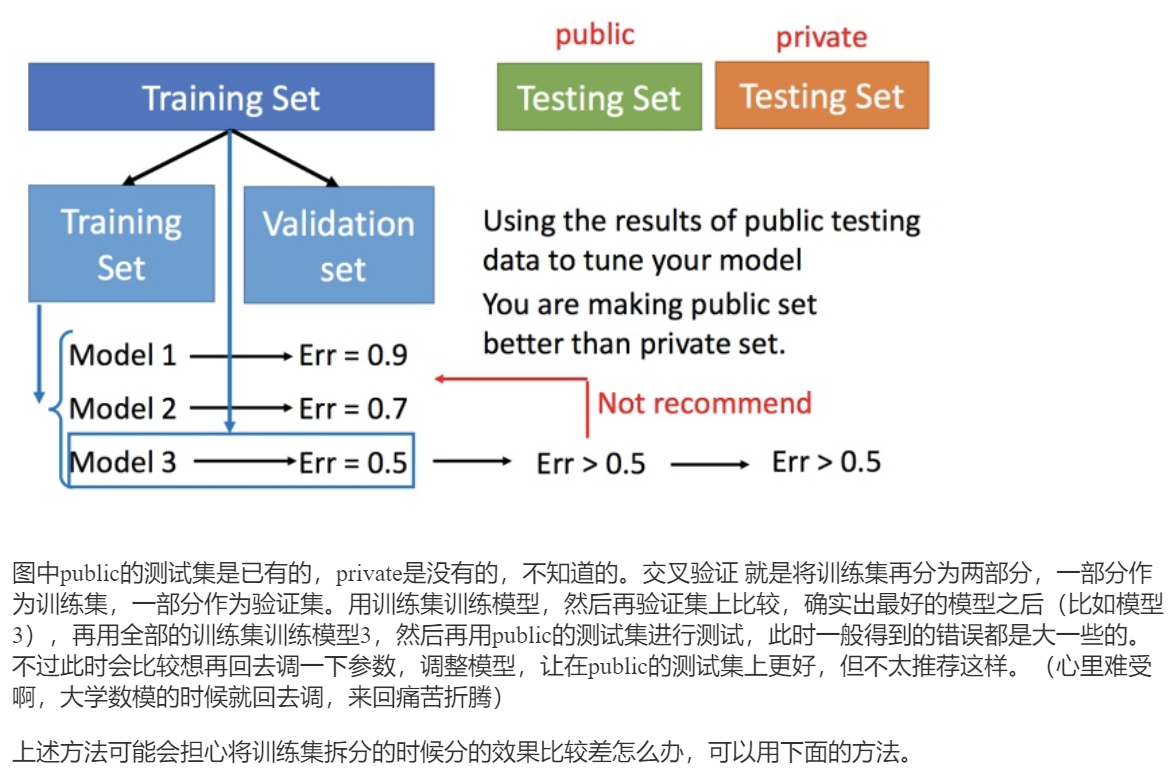 public
private
Training Set
Testing Set
Testing Set
Training
Set
Validation
set
Using the results of public testing
data to tune your model
You are making public set
better than private set.
Model 1
Err = 0.9
Model 2
Err = 0.7
Not recommend
Model 3
Err = 0.5
Err > 0.5
Err > 0.5
图中public的测试集是已有的，private是没有的，不知道的。交叉验证 就是将训练集再分为两部分，一部分作
为训练集，一部分作为验证集。用训练集训练模型，然后再验证集上比较，确实出最好的模型之后（比如模型
3），再用全部的训练集训练模型3，然后再用public的测试集进行测试，此时一般得到的错误都是大一些的。
不过此时会比较想再回去调一下参数，调整模型，让在public的测试集上更好，但不太推荐这样。（心里难受
啊，大学数模的时候就回去调，来回痛苦折腾）
上述方法可能会担心将训练集拆分的时候分的效果比较差怎么办，可以用下面的方法。